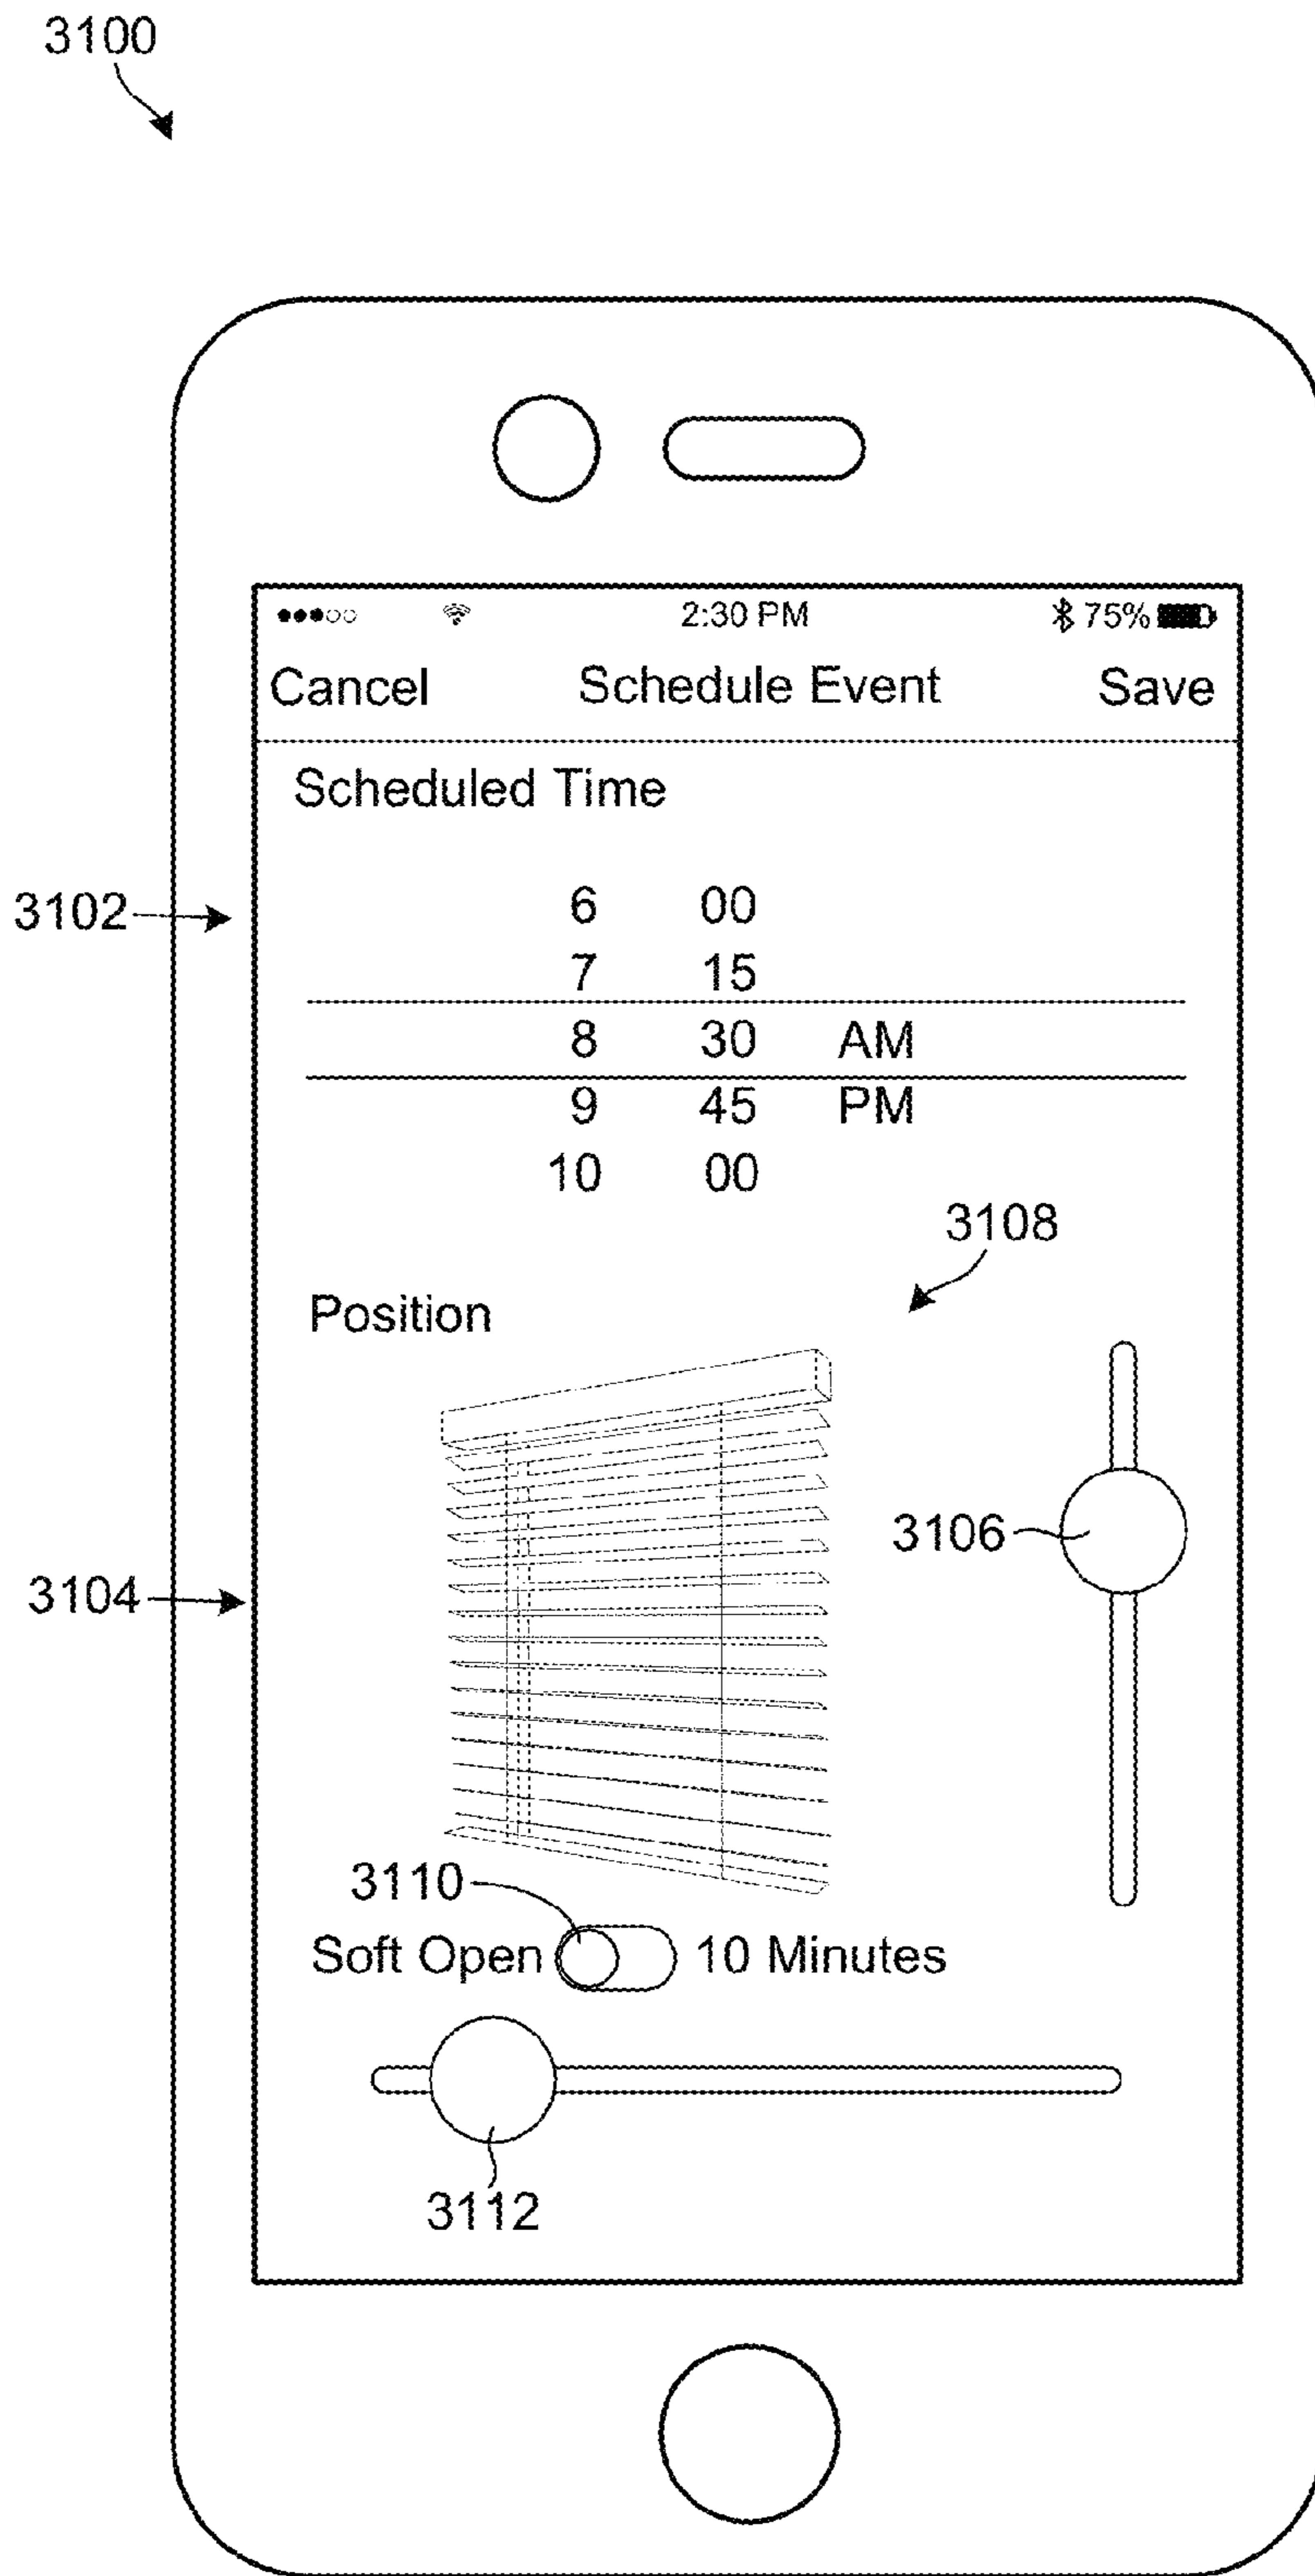 3100
2:30 PM 75%
Cancel Schedule Event Save
Scheduled Time
3102
6 00
7 15
8 30 AM
9 45 PM
10 00
3108
Position
3106
3104
3110
Soft Open 10 Minutes
3112